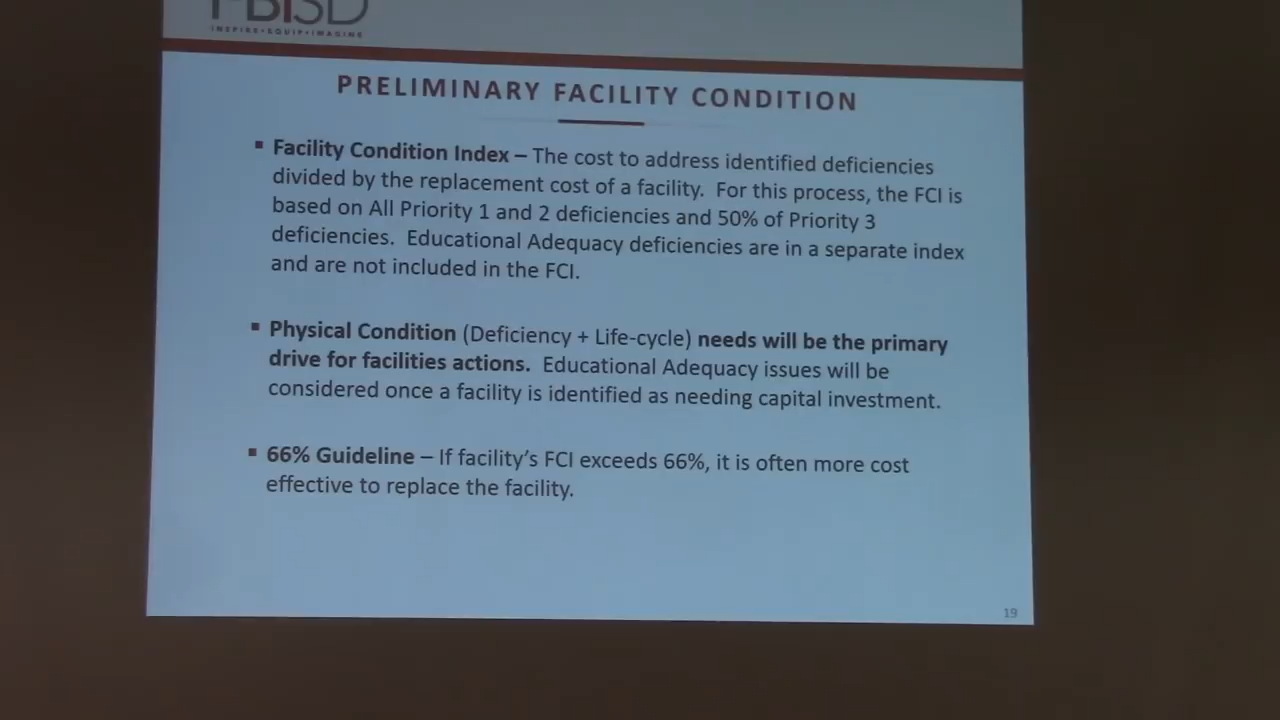 FBISD
INSPIRE•EQUIP•IMAGINE
PRELIMINARY FACILITY CONDITION
▪ Facility Condition Index – The cost to address identified deficiencies
divided by the replacement cost of a facility. For this process, the FCI is
based on All Priority 1 and 2 deficiencies and 50% of Priority 3
deficiencies. Educational Adequacy deficiencies are in a separate index
and are not included in the FCI.
▪ Physical Condition (Deficiency + Life-cycle) needs will be the primary
drive for facilities actions. Educational Adequacy issues will be
considered once a facility is identified as needing capital investment.
▪ 66% Guideline – If facility's FCI exceeds 66%, it is often more cost
effective to replace the facility.
19